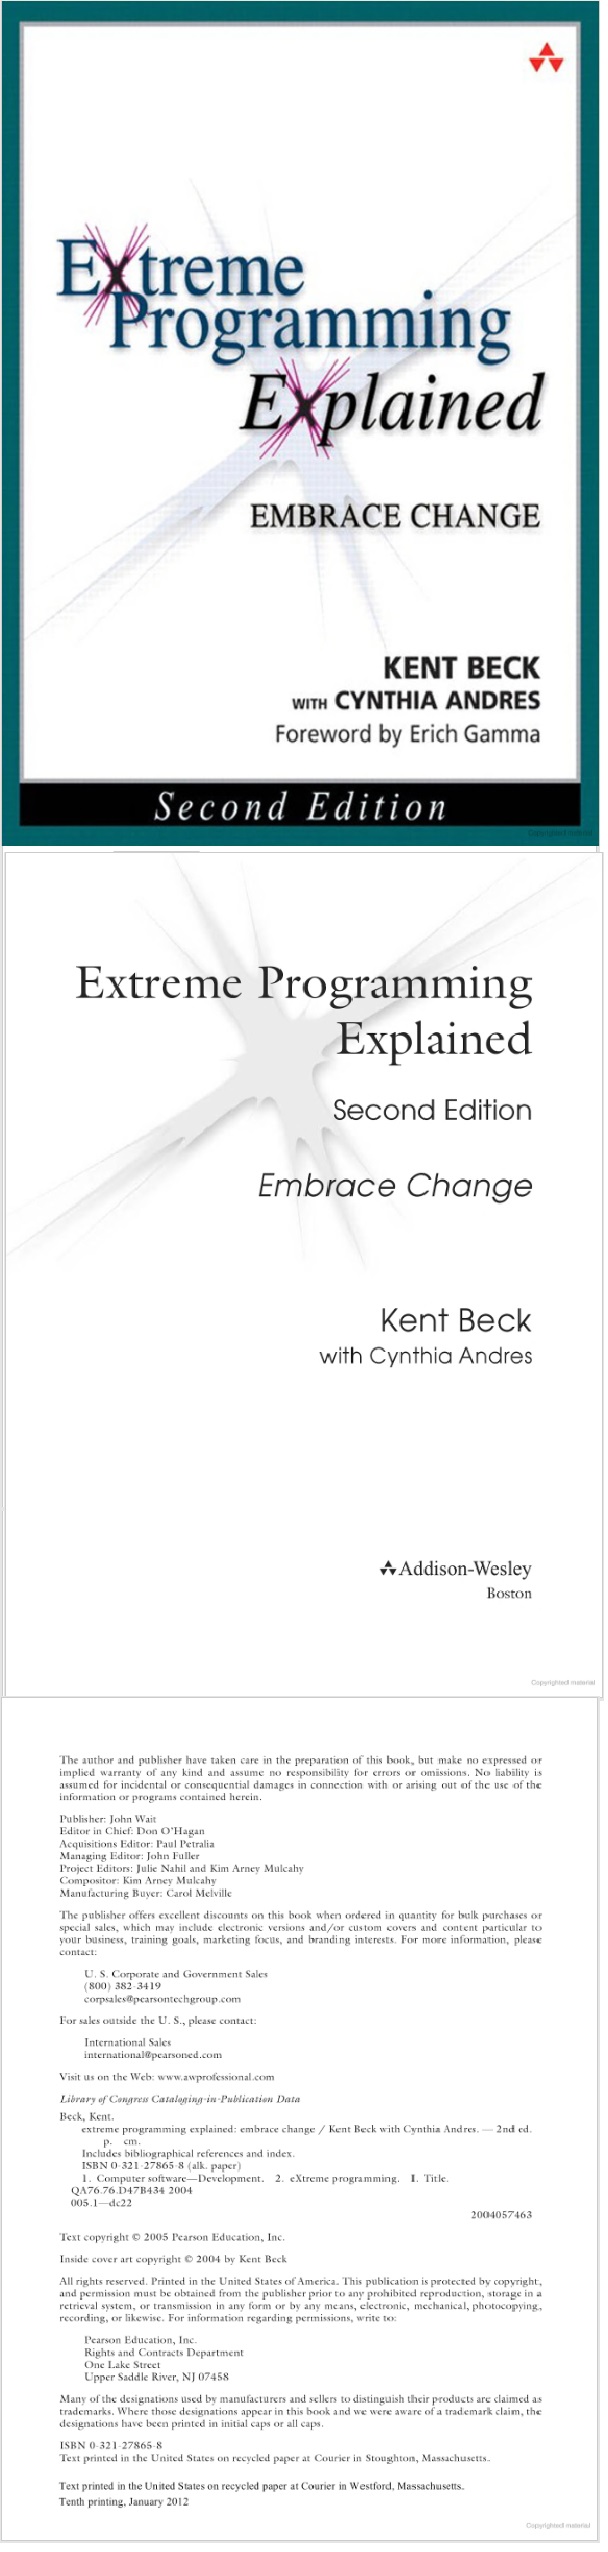 Extreme
Programming
Explained
EMBRACE CHANGE
KENT BECK
WITH CYNTHIA ANDRES
Foreword by Erich Gamma
Second Edition
Copyrighted material
Extreme Programming
Explained
Second Edition
Embrace Change
Kent Beck
with Cynthia Andres
Addison-Wesley
Boston
Copyrighted material
The author and publisher have taken care in the preparation of this book, but make no expressed or
implied warranty of any kind and assume no responsibility for errors or omissions. No liability is
assumed for incidental or consequential damages in connection with or arising out of the use of the
information or programs contained herein.
Publisher: John Wait
Editor in Chief: Don O'Hagan
Acquisitions Editor: Paul Petralia
Managing Editor: John Fuller
Project Editors: Julie Nahil and Kim Arney Mulcahy
Compositor: Kim Arney Mulcahy
Manufacturing Buyer: Carol Melville
The publisher offers excellent discounts on this book when ordered in quantity for bulk purchases or
special sales, which may include electronic versions and/or custom covers and content particular to
your business, training goals, marketing focus, and branding interests. For more information, please
contact:
U. S. Corporate and Government Sales
(800) 382-3419
corpsales@pearsontechgroup.com
For sales outside the U. S., please contact:
International Sales
international@pearsoned.com
Visit us on the Web: www.awprofessional.com
Library of Congress Cataloging-in-Publication Data
Beck, Kent.
extreme programming explained: embrace change / Kent Beck with Cynthia Andres. — 2nd ed.
p. cm.
Includes bibliographical references and index.
ISBN 0-321-27865-8 (alk. paper)
1. Computer software—Development. 2. eXtreme programming. I. Title.
QA76.76.D47B434 2004
005.1—dc22
2004057463
Text copyright © 2005 Pearson Education, Inc.
Inside cover art copyright © 2004 by Kent Beck
All rights reserved. Printed in the United States of America. This publication is protected by copyright,
and permission must be obtained from the publisher prior to any prohibited reproduction, storage in a
retrieval system, or transmission in any form or by any means, electronic, mechanical, photocopying,
recording, or likewise. For information regarding permissions, write to:
Pearson Education, Inc.
Rights and Contracts Department
One Lake Street
Upper Saddle River, NJ 07458
Many of the designations used by manufacturers and sellers to distinguish their products are claimed as
trademarks. Where those designations appear in this book and we were aware of a trademark claim, the
designations have been printed in initial caps or all caps.
ISBN 0-321-27865-8
Text printed in the United States on recycled paper at Courier in Stoughton, Massachusetts.
Text printed in the United States on recycled paper at Courier in Westford, Massachusetts.
Tenth printing, January 2012
Copyrighted material